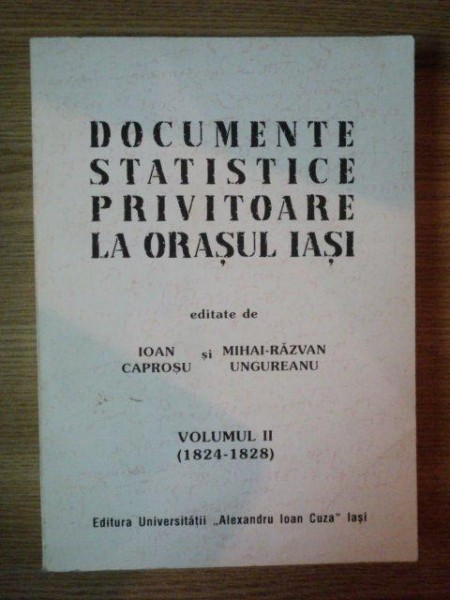 DOCUMENTE
STATISTICE
PRIVITOARE
LA ORAȘUL IAȘI
editate de
IOAN CAPROȘU și MIHAI-RĂZVAN UNGUREANU
VOLUMUL II
(1824-1828)
Editura Universității „Alexandru Ioan Cuza" Iași